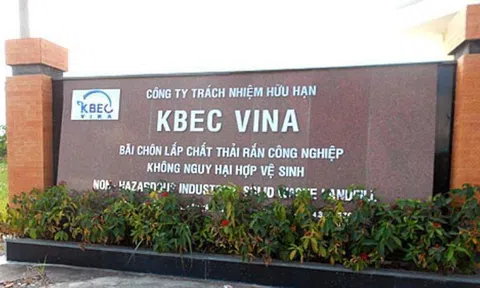 KBEC
VINA
CÔNG TY TRÁCH NHIỆM HỮU HẠN
KBEC VINA
BÃI CHÔN LẤP CHẤT THẢI RẮN CÔNG NGHIỆP
KHÔNG NGUY HẠI HỢP VỆ SINH
NON - HAZARDOUS INDUSTRIAL SOLID WASTE LANDFILL